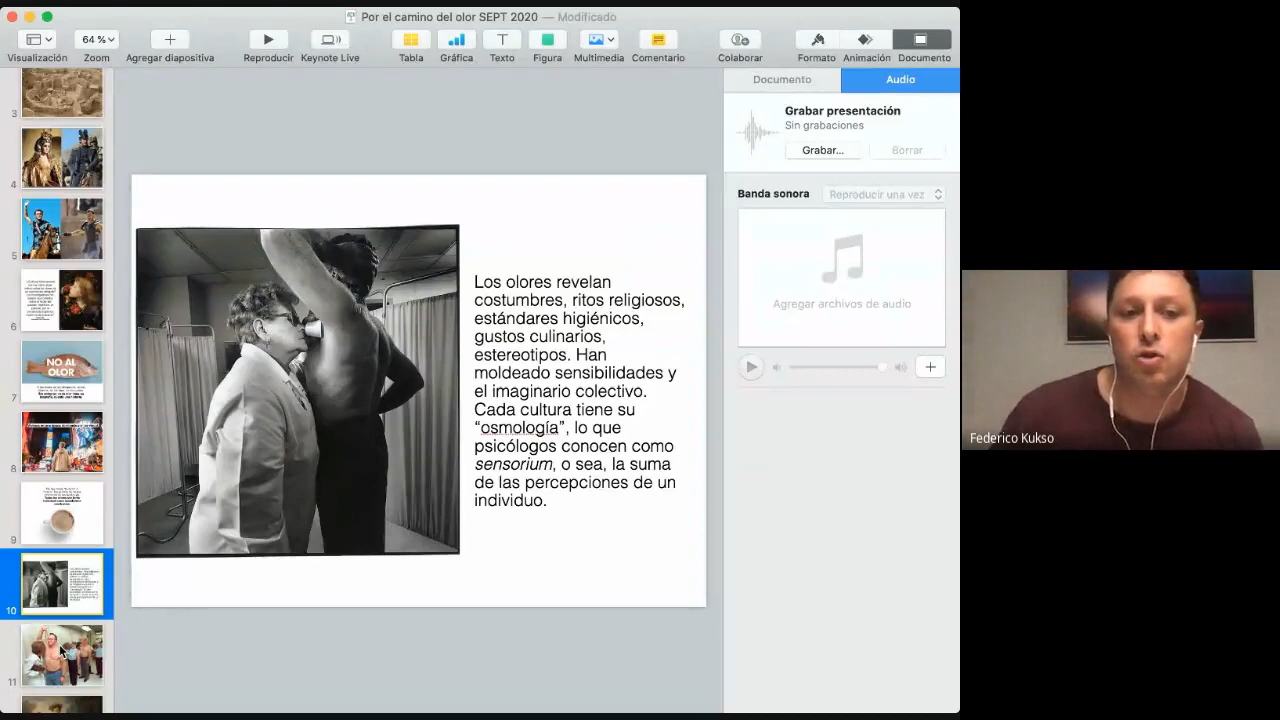 Por el camino del olor SEPT 2020 — Modificado
64 %
Visualización
Zoom
Agregar diapositiva
Reproducir
Keynote Live
Tabla
Gráfica
Texto
Figura
Multimedia
Comentario
Colaborar
Formato
Animación
Documento
3
4
5
6
NO AL
OLOR
7
8
9
10
11
Los olores revelan
costumbres, ritos religiosos,
estándares higiénicos,
gustos culinarios,
estereotipos. Han
moldeado sensibilidades y
el imaginario colectivo.
Cada cultura tiene su
“osmología”, lo que
psicólogos conocen como
sensorium, o sea, la suma
de las percepciones de un
individuo.
Documento
Audio
Grabar presentación
Sin grabaciones
Grabar...
Borrar
Banda sonora
Reproducir una vez
Agregar archivos de audio
Federico Kukso